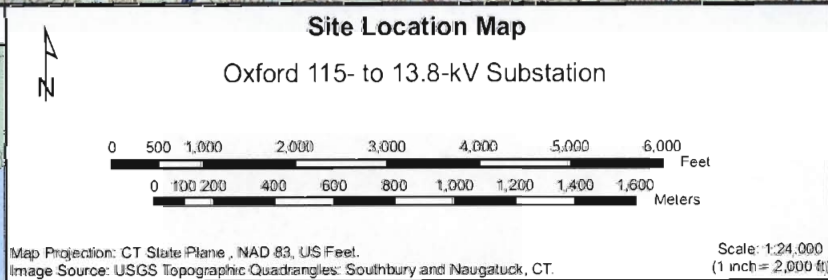 Site Location Map
N
Oxford 115- to 13.8-kV Substation
0 500 1,000 2,000 3,000 4,000 5,000 6,000
Feet
0 100 200 400 600 800 1,000 1,200 1,400 1,600
Meters
Map Projection: CT State Plane , NAD 83, US Feet.
Scale: 1:24,000
Image Source: USGS Topographic Quadrangles: Southbury and Naugatuck, CT.
(1 inch = 2,000 ft